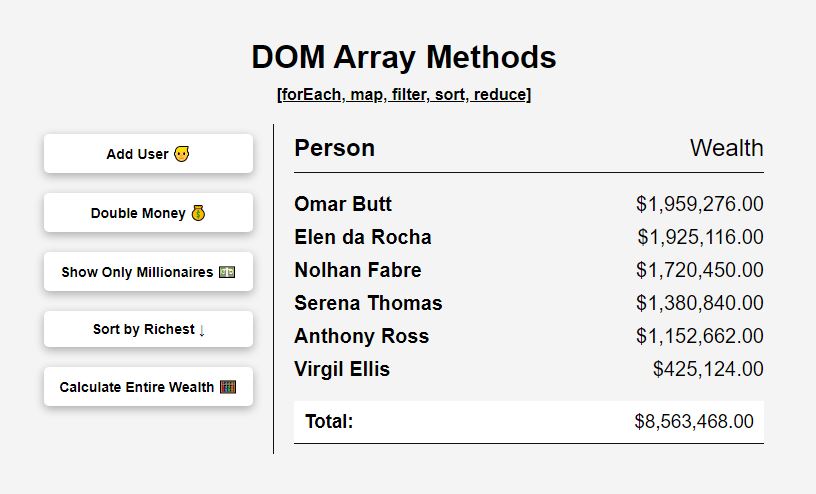 DOM Array Methods
[forEach, map, filter, sort, reduce]
Add User
Double Money
Show Only Millionaires
Sort by Richest ↓
Calculate Entire Wealth
Person Wealth
Omar Butt $1,959,276.00
Elen da Rocha $1,925,116.00
Nolhan Fabre $1,720,450.00
Serena Thomas $1,380,840.00
Anthony Ross $1,152,662.00
Virgil Ellis $425,124.00
Total: $8,563,468.00